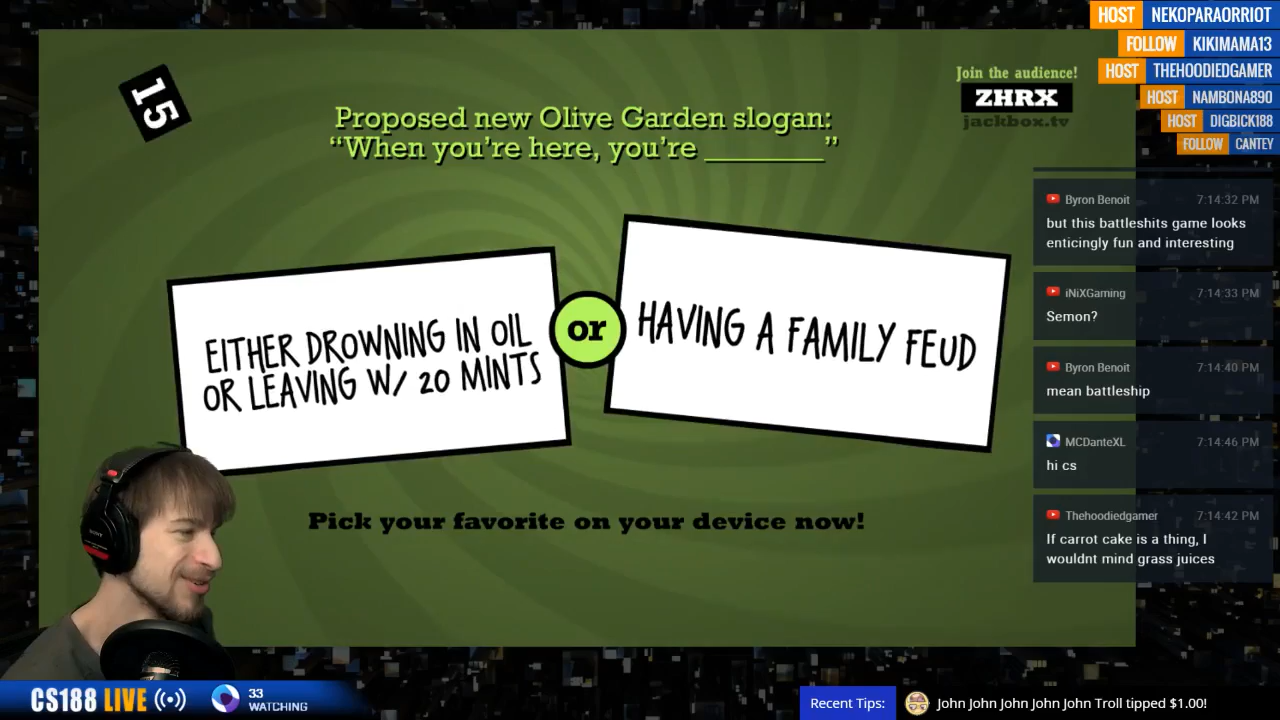 HOST NEKOPARAORRIOT
FOLLOW KIKIMAMA13
HOST THEHOODIEDGAMER
HOST NAMBONA890
HOST DIGBICK188
FOLLOW CANTEY
15
Join the audience!
ZHRX
jackbox.tv
Proposed new Olive Garden slogan:
“When you’re here, you’re ________”
EITHER DROWNING IN OIL
OR LEAVING W/ 20 MINTS
or
HAVING A FAMILY FEUD
Pick your favorite on your device now!
Byron Benoit 7:14:32 PM
but this battleshits game looks
enticingly fun and interesting
iNiXGaming 7:14:33 PM
Semon?
Byron Benoit 7:14:40 PM
mean battleship
MCDanteXL 7:14:46 PM
hi cs
Thehoodiedgamer 7:14:42 PM
If carrot cake is a thing, I
wouldnt mind grass juices
CS188 LIVE
33
WATCHING
Recent Tips:
John John John John John Troll tipped $1.00!